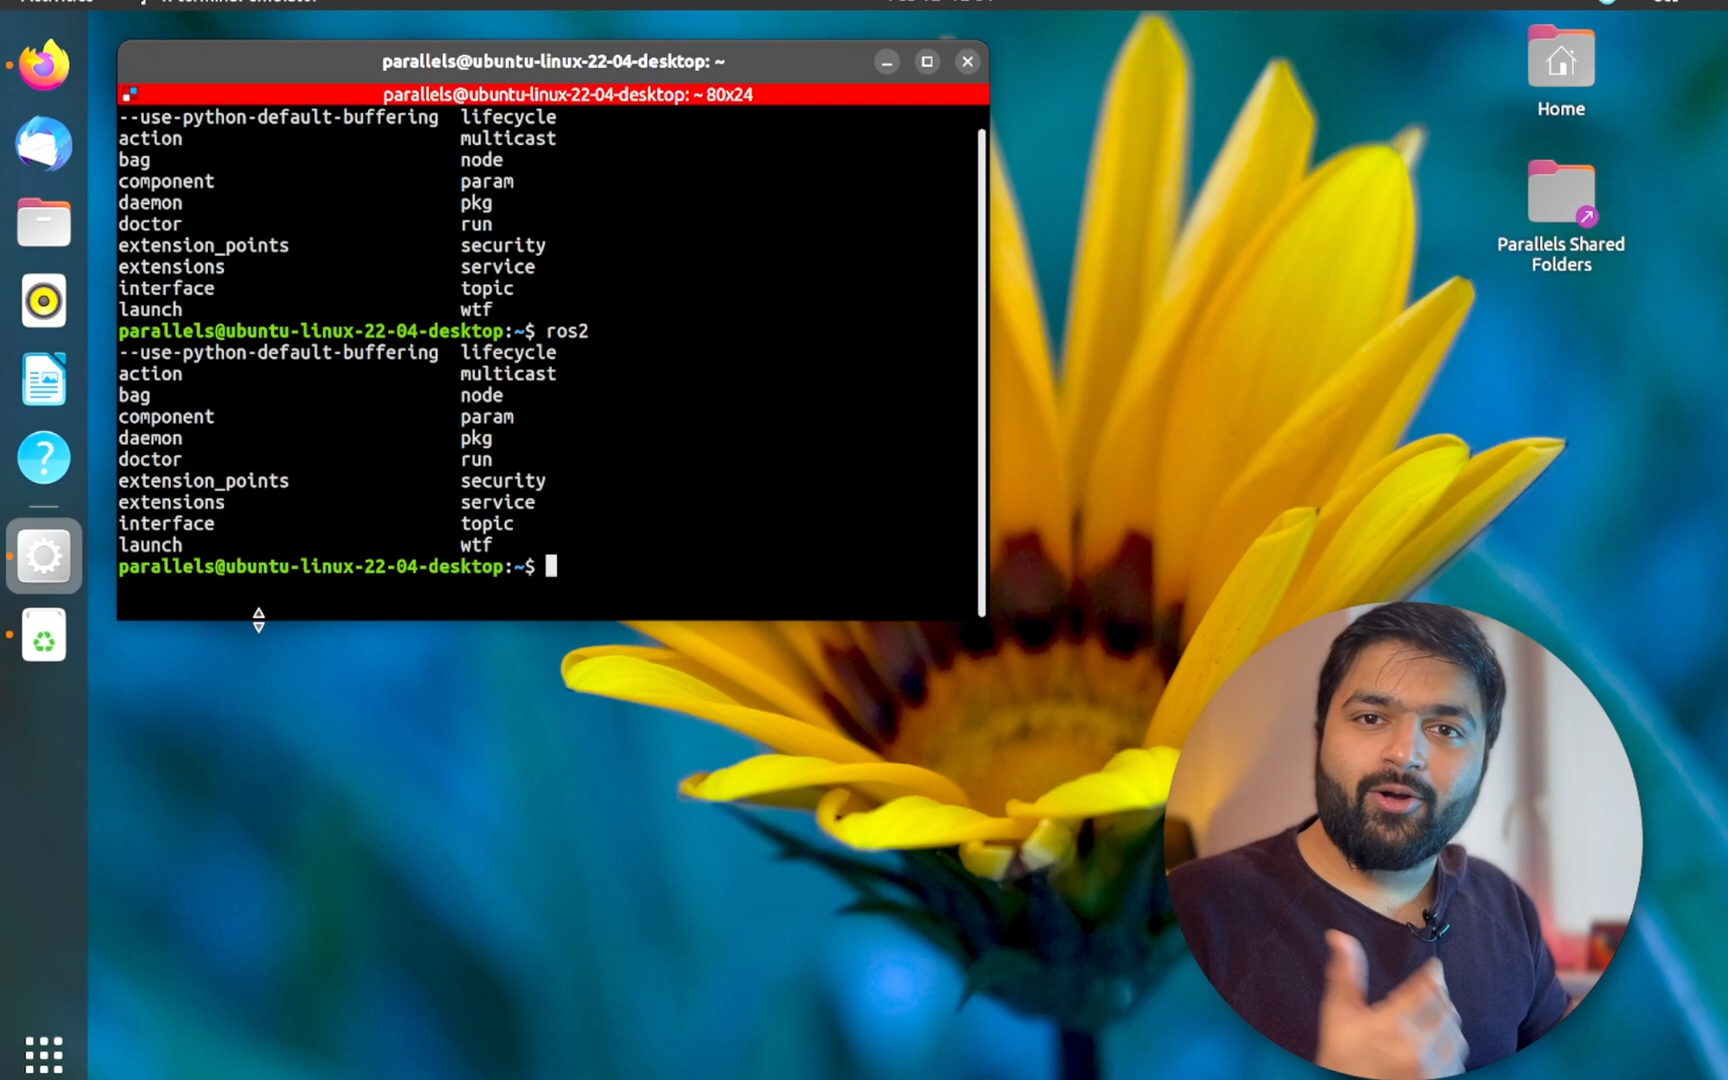 parallels@ubuntu-linux-22-04-desktop: ~
parallels@ubuntu-linux-22-04-desktop: ~ 80x24
--use-python-default-buffering lifecycle
action multicast
bag node
component param
daemon pkg
doctor run
extension_points security
extensions service
interface topic
launch wtf
parallels@ubuntu-linux-22-04-desktop:~$ ros2
--use-python-default-buffering lifecycle
action multicast
bag node
component param
daemon pkg
doctor run
extension_points security
extensions service
interface topic
launch wtf
parallels@ubuntu-linux-22-04-desktop:~$
Home
Parallels Shared
Folders